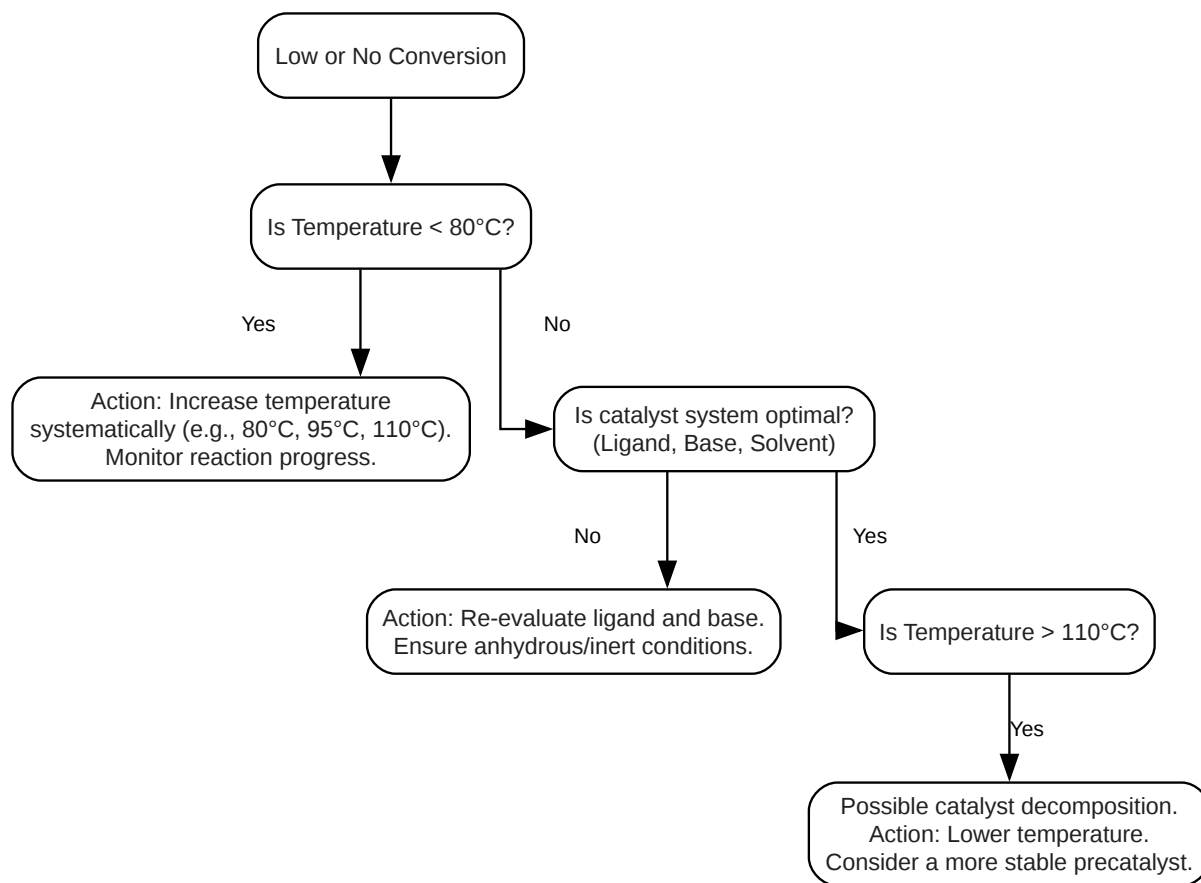 Low or No Conversion
Is Temperature < 80°C?
Yes
No
Action: Increase temperature
systematically (e.g., 80°C, 95°C, 110°C).
Monitor reaction progress.
Is catalyst system optimal?
(Ligand, Base, Solvent)
No
Yes
Action: Re-evaluate ligand and base.
Ensure anhydrous/inert conditions.
Is Temperature > 110°C?
Yes
Possible catalyst decomposition.
Action: Lower temperature.
Consider a more stable precatalyst.